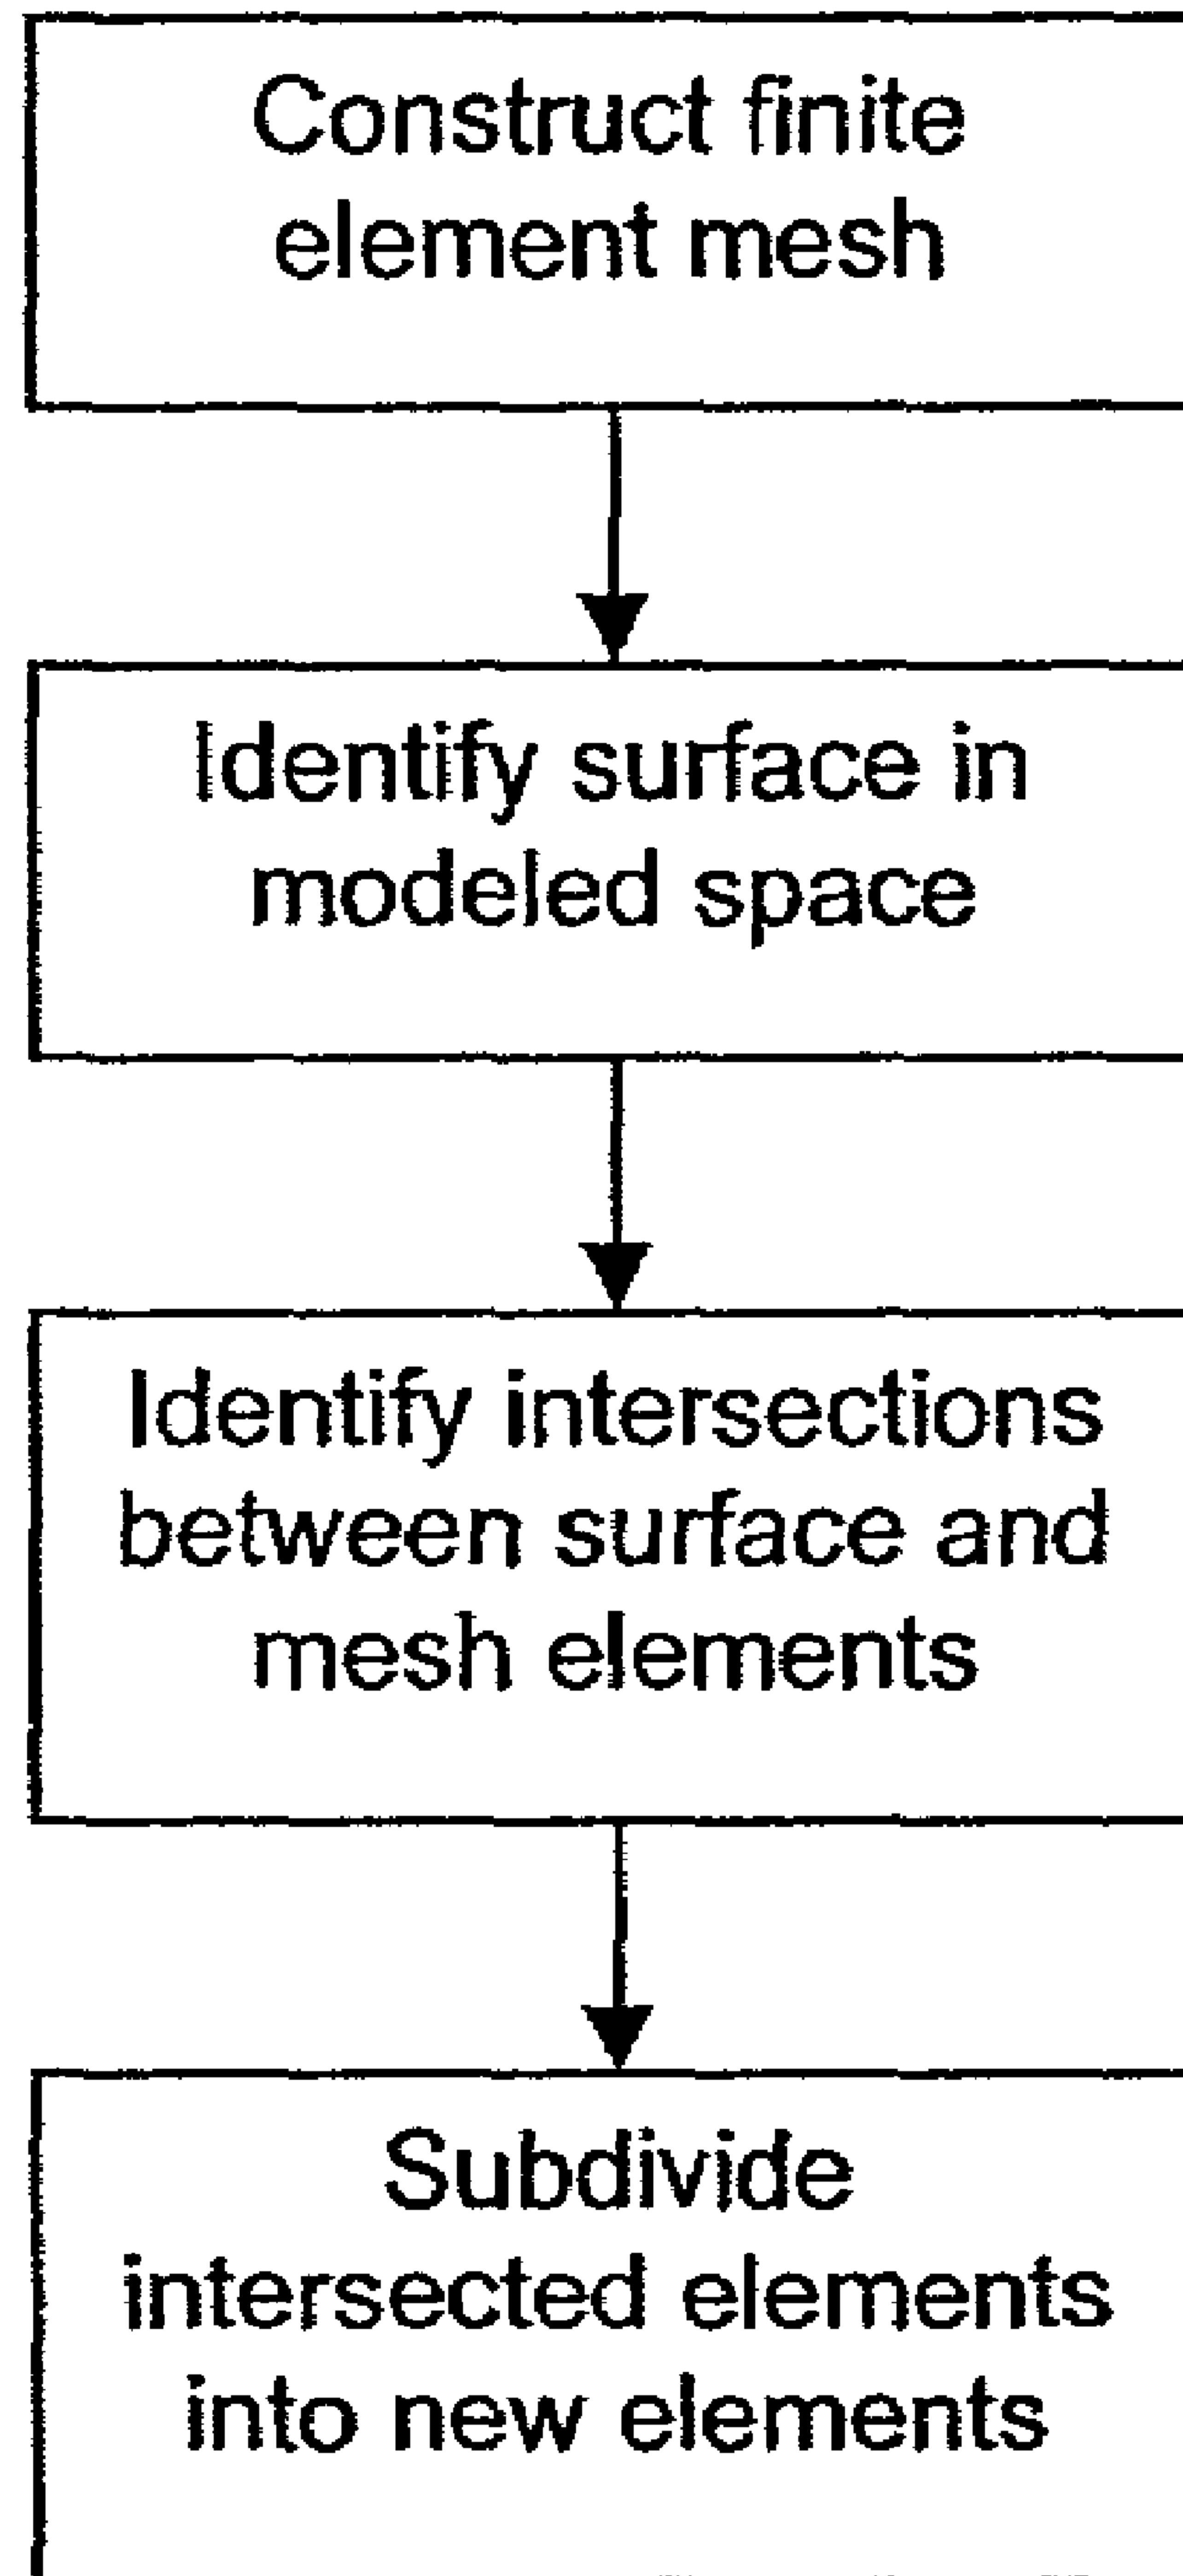 Construct finite
element mesh
Identify surface in
modeled space
Identify intersections
between surface and
mesh elements
Subdivide
intersected elements
into new elements